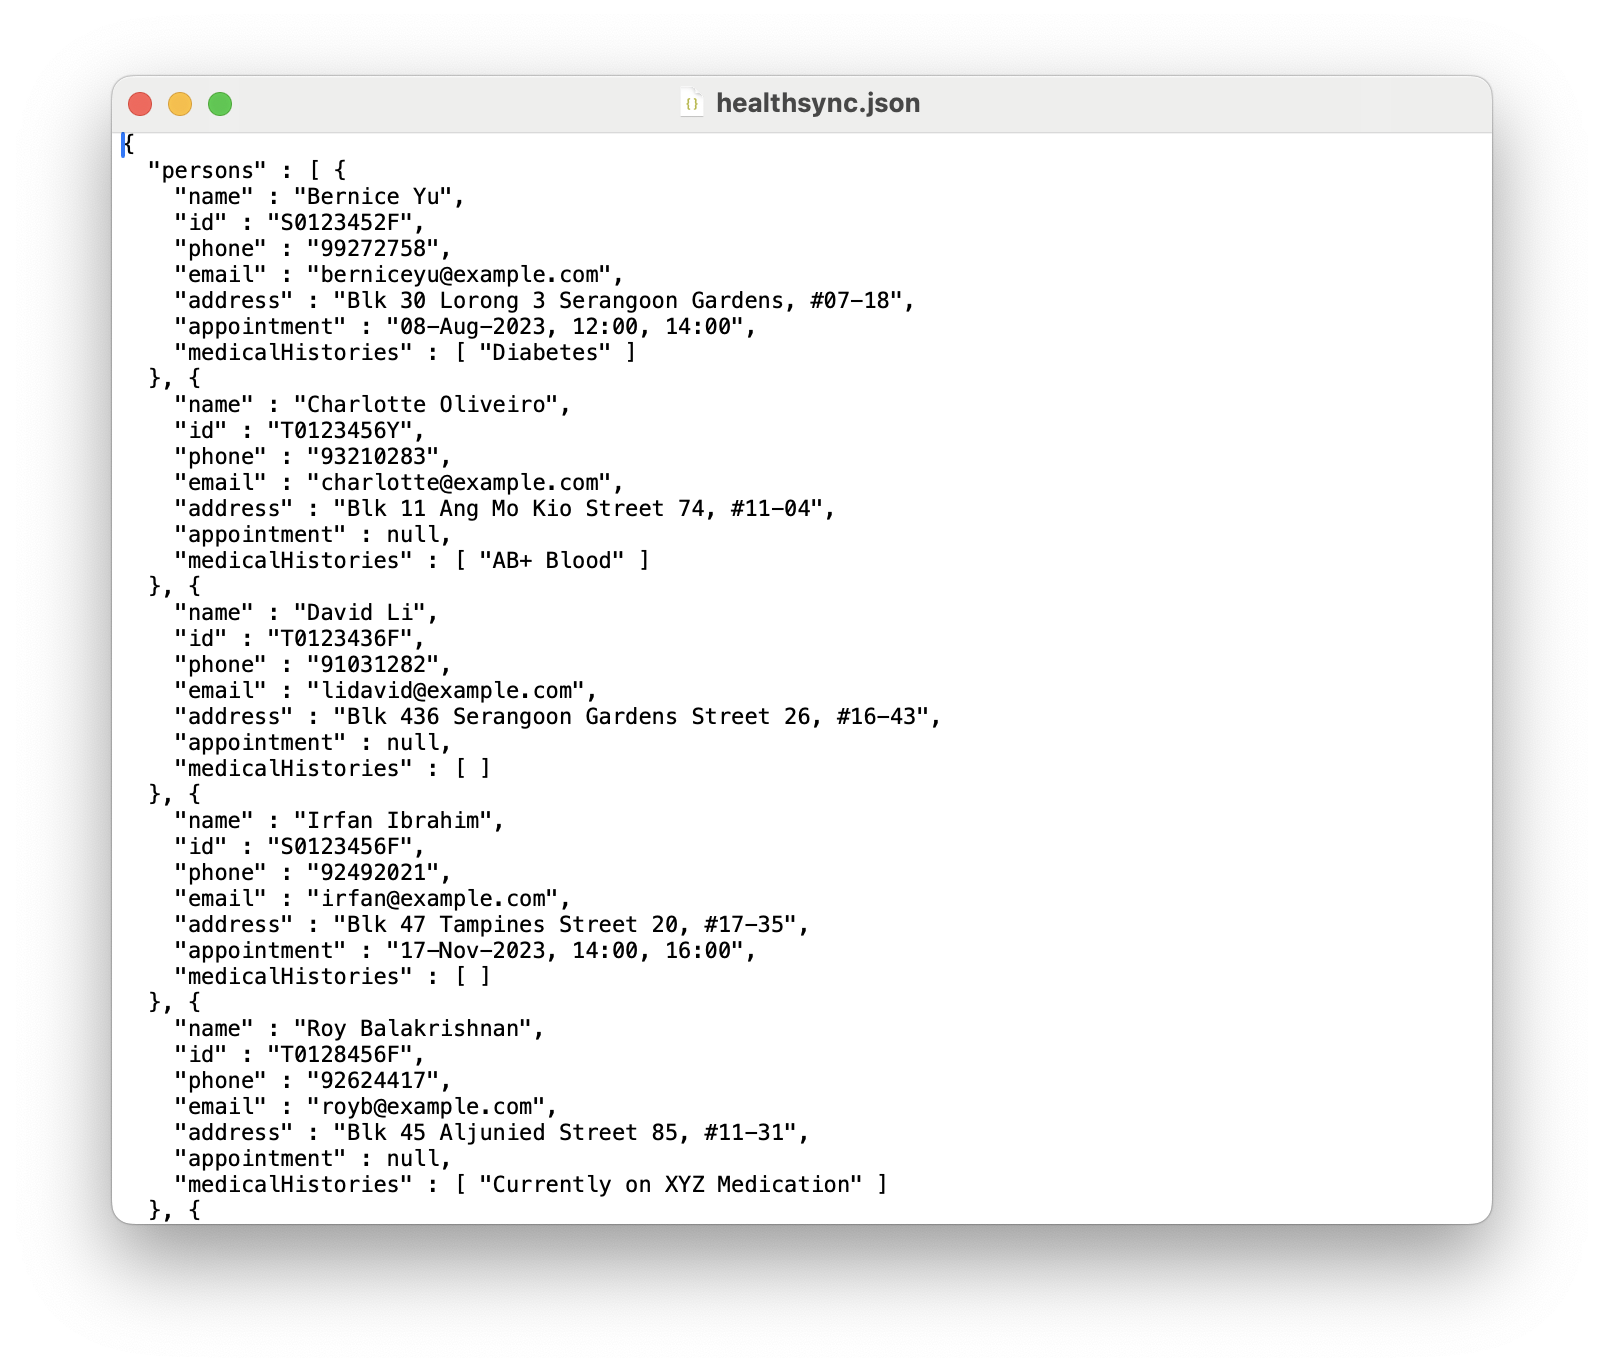 healthsync.json
{
  "persons" : [ {
    "name" : "Bernice Yu",
    "id" : "S0123452F",
    "phone" : "99272758",
    "email" : "berniceyu@example.com",
    "address" : "Blk 30 Lorong 3 Serangoon Gardens, #07-18",
    "appointment" : "08-Aug-2023, 12:00, 14:00",
    "medicalHistories" : [ "Diabetes" ]
  }, {
    "name" : "Charlotte Oliveiro",
    "id" : "T0123456Y",
    "phone" : "93210283",
    "email" : "charlotte@example.com",
    "address" : "Blk 11 Ang Mo Kio Street 74, #11-04",
    "appointment" : null,
    "medicalHistories" : [ "AB+ Blood" ]
  }, {
    "name" : "David Li",
    "id" : "T0123436F",
    "phone" : "91031282",
    "email" : "lidavid@example.com",
    "address" : "Blk 436 Serangoon Gardens Street 26, #16-43",
    "appointment" : null,
    "medicalHistories" : [ ]
  }, {
    "name" : "Irfan Ibrahim",
    "id" : "S0123456F",
    "phone" : "92492021",
    "email" : "irfan@example.com",
    "address" : "Blk 47 Tampines Street 20, #17-35",
    "appointment" : "17-Nov-2023, 14:00, 16:00",
    "medicalHistories" : [ ]
  }, {
    "name" : "Roy Balakrishnan",
    "id" : "T0128456F",
    "phone" : "92624417",
    "email" : "royb@example.com",
    "address" : "Blk 45 Aljunied Street 85, #11-31",
    "appointment" : null,
    "medicalHistories" : [ "Currently on XYZ Medication" ]
  }, {